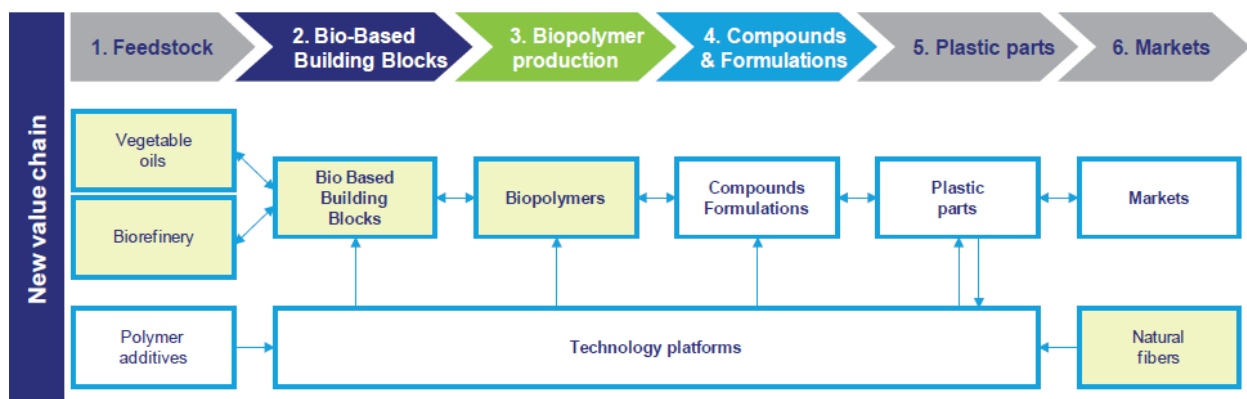 1. Feedstock
2. Bio-Based
Building Blocks
3. Biopolymer
production
4. Compounds
& Formulations
5. Plastic parts
6. Markets
New value chain
Vegetable
oils
Biorefinery
Bio Based
Building
Blocks
Biopolymers
Compounds
Formulations
Plastic
parts
Markets
Polymer
additives
Technology platforms
Natural
fibers